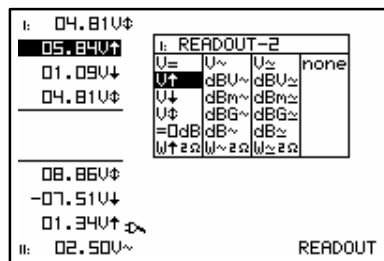 I: 04.81V⇕
05.84V↑
01.09V↓
04.81V⇕
08.86V⇕
-07.51V↓
01.34V↑
II: 02.50V~
I: READOUT-2
V= V~ V≃ none
V↑ dBV~ dBV≃
V↓ dBm~ dBm≃
V⇕ dBG~ dBG≃
=0dB dB~ dB≃
W↑2Ω W~2Ω W≃2Ω
READOUT